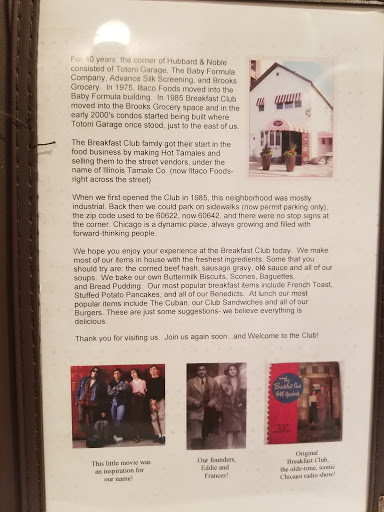 For 40 years the corner of Hubbard & Noble
consisted of Totoni Garage, The Baby Formula
Company, Advance Silk Screening, and Brooks
Grocery. In 1975, Iltaco Foods moved into the
Baby Formula building. In 1985 Breakfast Club
moved into the Brooks Grocery space and in the
early 2000's condos started being built where
Totoni Garage once stood, just to the east of us.
The Breakfast Club family got their start in the
food business by making Hot Tamales and
selling them to the street vendors, under the
name of Illinois Tamale Co. (now Iltaco Foods-
right across the street)
When we first opened the Club in 1985, this neighborhood was mostly
industrial. Back then we could park on sidewalks (now permit parking only),
the zip code used to be 60622, now 60642, and there were no stop signs at
the corner. Chicago is a dynamic place, always growing and filled with
forward-thinking people.
We hope you enjoy your experience at the Breakfast Club today. We make
most of our items in house with the freshest ingredients. Some that you
should try are: the corned beef hash, sausage gravy, olé sauce and all of our
soups. We bake our own Buttermilk Biscuits, Scones, Baguettes,
and Bread Pudding. Our most popular breakfast items include French Toast,
Stuffed Potato Pancakes, and all of our Benedicts. At lunch our most
popular items include The Cuban, our Club Sandwiches and all of our
Burgers. These are just some suggestions- we believe everything is
delicious.
Thank you for visiting us. Join us again soon...and Welcome to the Club!
The
Breakfast Club
This little movie was
an inspiration for
our name!
Our founders,
Eddie and
Frances!
Original
Breakfast Club,
the olde-tome, iconic
Chicago radio show!